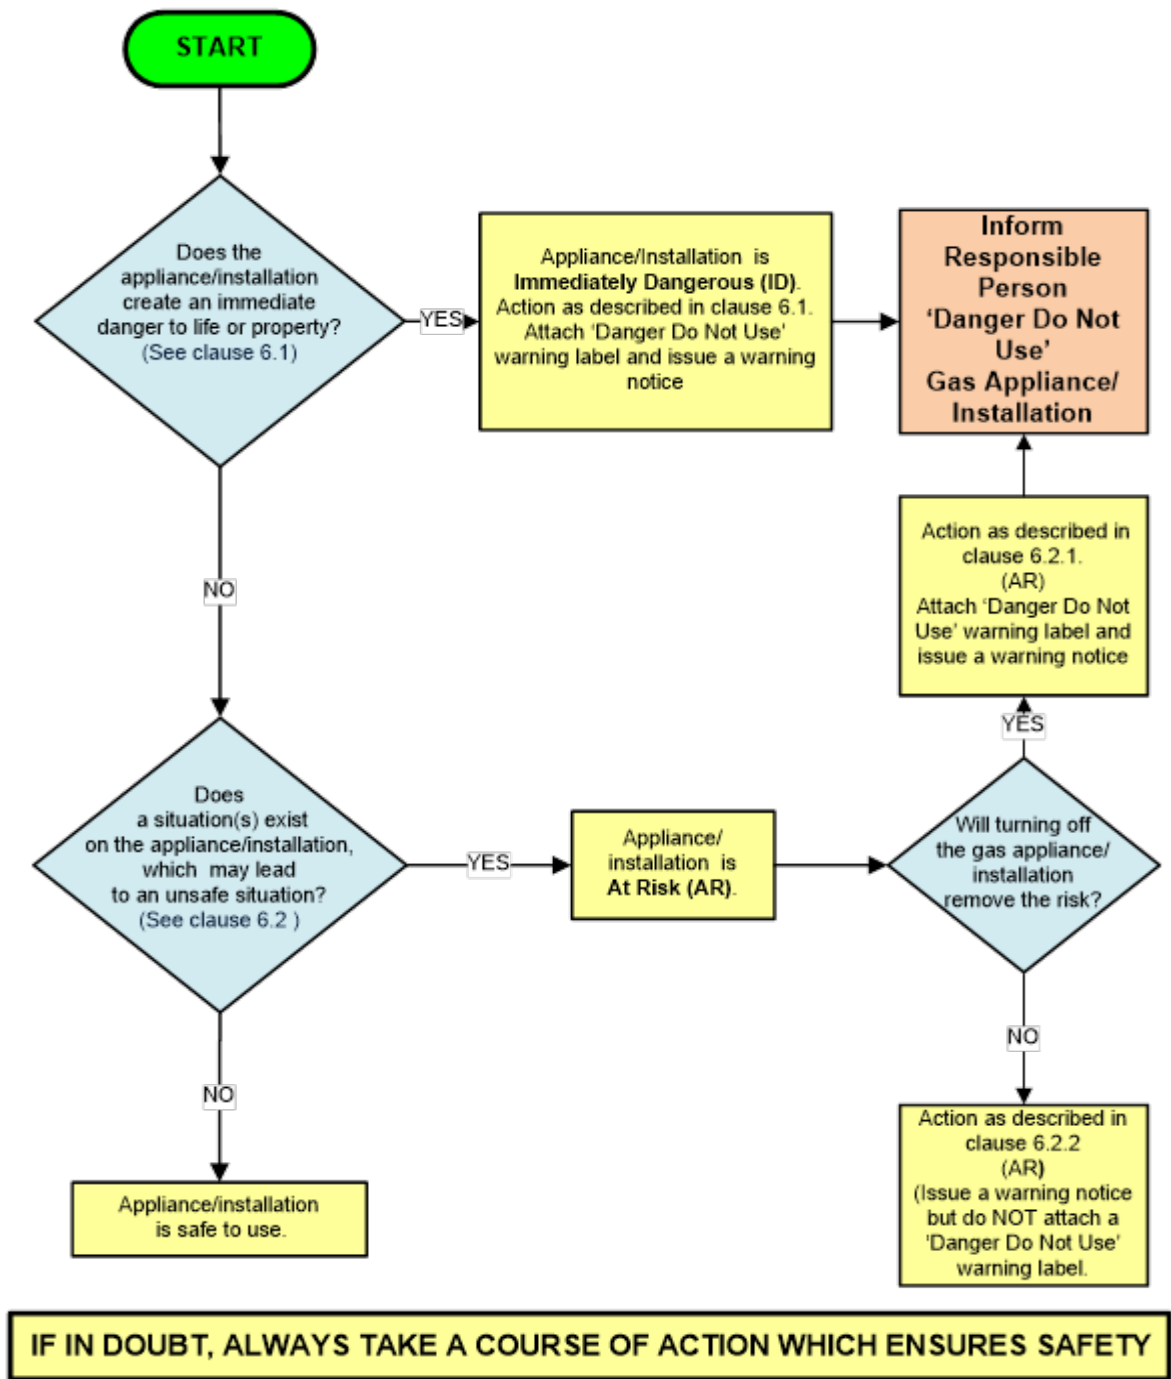 START
Does the
appliance/installation
create an immediate
danger to life or property?
(See clause 6.1)
YES
Appliance/Installation is
Immediately Dangerous (ID).
Action as described in clause 6.1.
Attach ‘Danger Do Not Use’
warning label and issue a warning
notice
Inform
Responsible
Person
‘Danger Do Not
Use’
Gas Appliance/
Installation
NO
Action as described in
clause 6.2.1.
(AR)
Attach ‘Danger Do Not
Use’ warning label and
issue a warning notice
YES
Does
a situation(s) exist
on the appliance/installation,
which may lead
to an unsafe situation?
(See clause 6.2 )
YES
Appliance/
installation is
At Risk (AR).
Will turning off
the gas appliance/
installation
remove the risk?
NO
NO
Appliance/installation
is safe to use.
Action as described in
clause 6.2.2
(AR)
(Issue a warning notice
but do NOT attach a
‘Danger Do Not Use’
warning label.
IF IN DOUBT, ALWAYS TAKE A COURSE OF ACTION WHICH ENSURES SAFETY